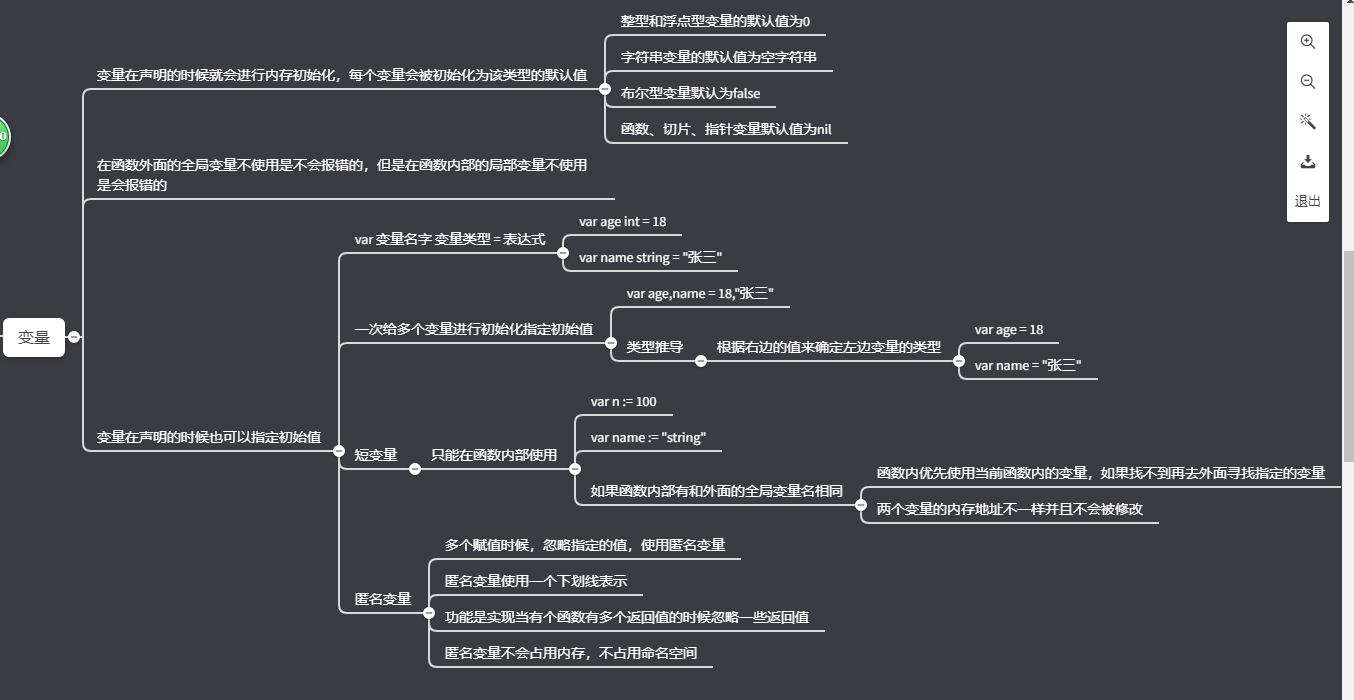 变量
变量在声明的时候就会进行内存初始化，每个变量会被初始化为该类型的默认值
整型和浮点型变量的默认值为0
字符串变量的默认值为空字符串
布尔型变量默认为false
函数、切片、指针变量默认值为nil
在函数外面的全局变量不使用是不会报错的，但是在函数内部的局部变量不使用
是会报错的
变量在声明的时候也可以指定初始值
var 变量名字 变量类型 = 表达式
var age int = 18
var name string = "张三"
一次给多个变量进行初始化指定初始值
var age,name = 18,"张三"
类型推导
根据右边的值来确定左边变量的类型
var age = 18
var name = "张三"
短变量
只能在函数内部使用
var n := 100
var name := "string"
如果函数内部有和外面的全局变量名相同
函数内优先使用当前函数内的变量，如果找不到再去外面寻找指定的变量
两个变量的内存地址不一样并且不会被修改
匿名变量
多个赋值时候，忽略指定的值，使用匿名变量
匿名变量使用一个下划线表示
功能是实现当有个函数有多个返回值的时候忽略一些返回值
匿名变量不会占用内存，不占用命名空间
退出